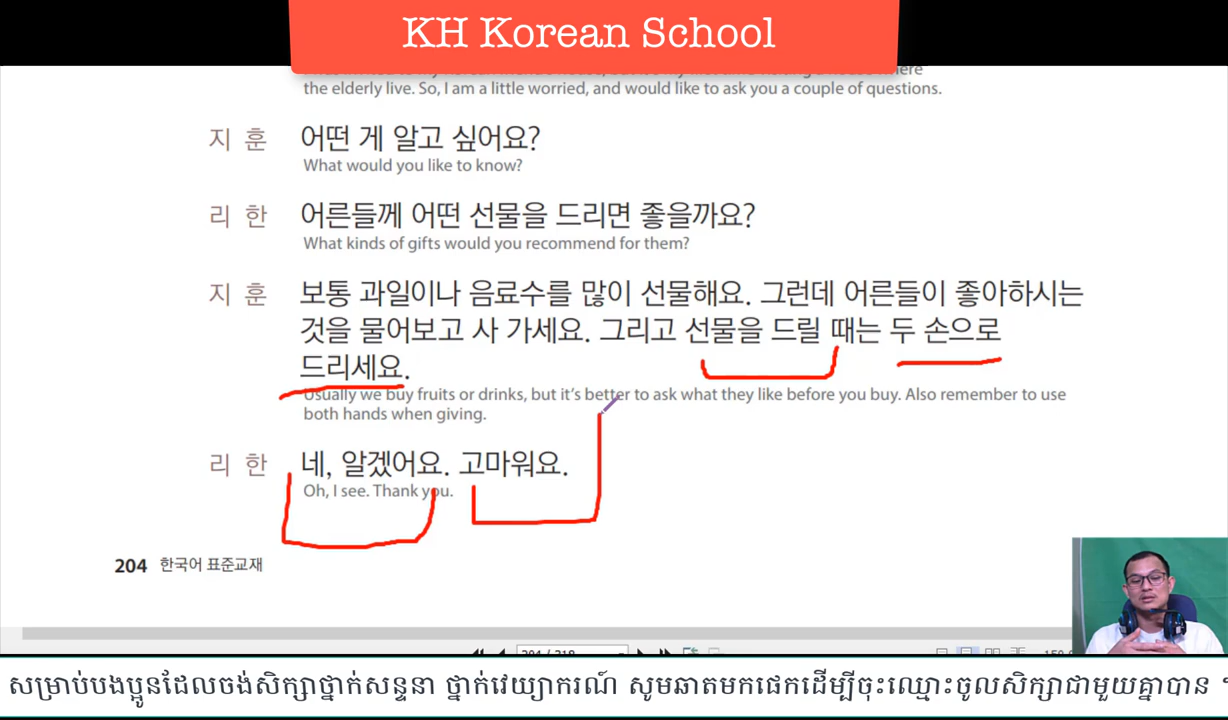 KH Korean School
the elderly live. So, I am a little worried, and would like to ask you a couple of questions.
지 훈 어떤 게 알고 싶어요?
What would you like to know?
리 한 어른들께 어떤 선물을 드리면 좋을까요?
What kinds of gifts would you recommend for them?
지 훈 보통 과일이나 음료수를 많이 선물해요. 그런데 어른들이 좋아하시는
것을 물어보고 사 가세요. 그리고 선물을 드릴 때는 두 손으로
드리세요.
Usually we buy fruits or drinks, but it's better to ask what they like before you buy. Also remember to use
both hands when giving.
리 한 네, 알겠어요. 고마워요.
Oh, I see. Thank you.
204 한국어 표준교재
សម្រាប់បងប្អូនដែលចង់សិក្សាថ្នាក់សន្ទនា ថ្នាក់វេយ្យាករណ៍ សូមឆាតមកផេកដើម្បីចុះឈ្មោះចូលសិក្សាជាមួយគ្នាបាន ។